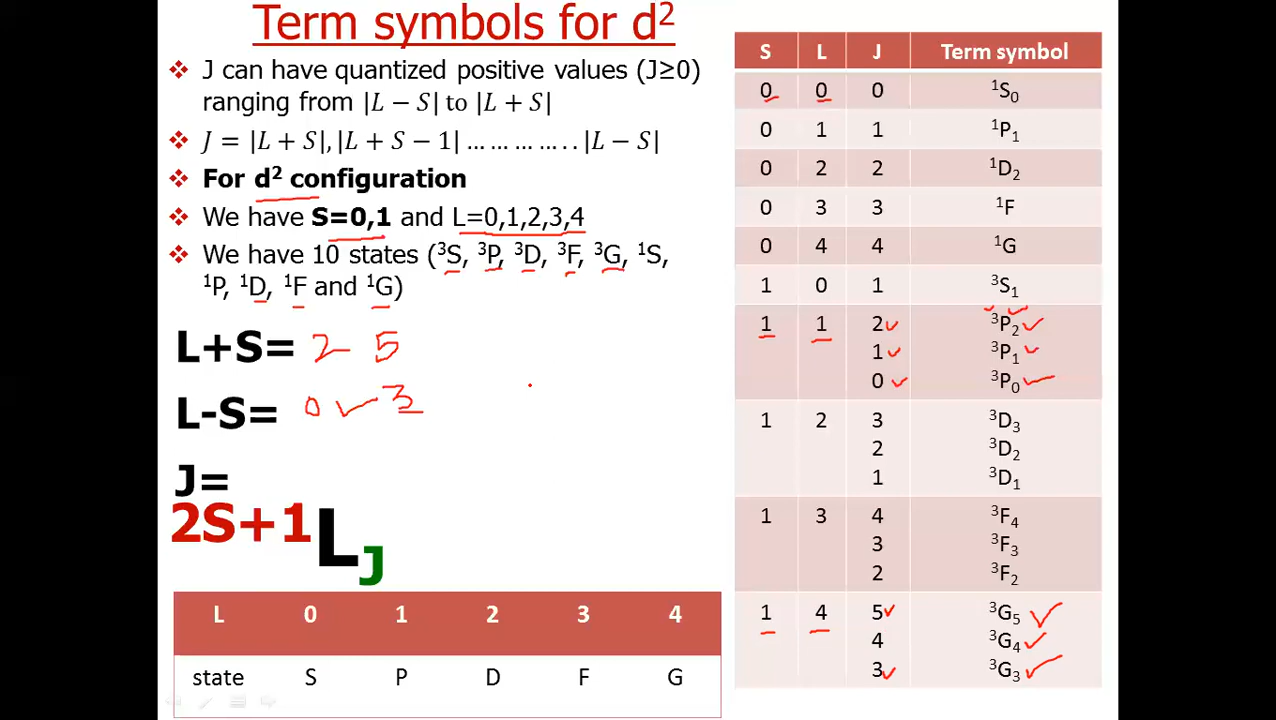 Term symbols for d²
❖ J can have quantized positive values (J≥0)
ranging from |L − S| to |L + S|
❖ J = |L + S|, |L + S − 1| … … … … . . |L − S|
❖ For d² configuration
❖ We have S=0,1 and L=0,1,2,3,4
❖ We have 10 states (³S, ³P, ³D, ³F, ³G, ¹S,
¹P, ¹D, ¹F and ¹G)
L+S= 2 5
L-S= 0 ✓ 3
J=
2S+1LJ
L 0 1 2 3 4
state S P D F G
S L J Term symbol
0 0 0 ¹S₀
0 1 1 ¹P₁
0 2 2 ¹D₂
0 3 3 ¹F
0 4 4 ¹G
1 0 1 ³S₁
1 1 2 ✓ ³P₂ ✓
1 ✓ ³P₁ ✓
0 ✓ ³P₀ ✓
1 2 3 ³D₃
2 ³D₂
1 ³D₁
1 3 4 ³F₄
3 ³F₃
2 ³F₂
1 4 5 ✓ ³G₅ ✓
4 ³G₄ ✓
3 ✓ ³G₃ ✓